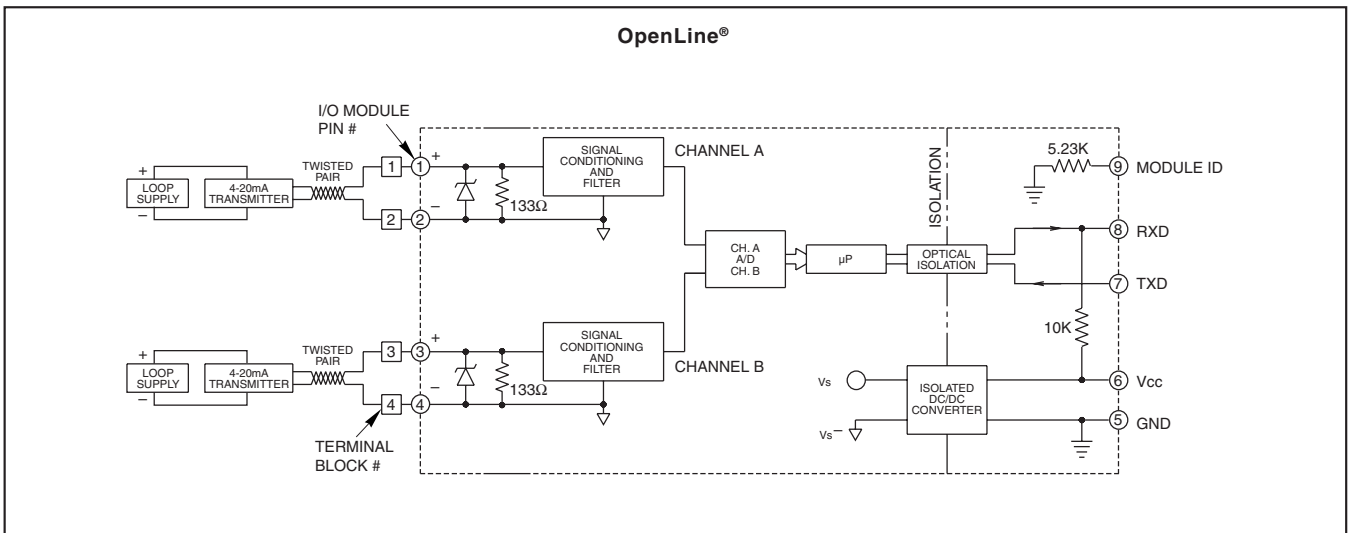 OpenLine®
I/O MODULE
PIN #
+
LOOP
SUPPLY
−
4-20mA
TRANSMITTER
TWISTED
PAIR
1
1
+
2
2
−
133Ω
SIGNAL
CONDITIONING
AND
FILTER
CHANNEL A
+
LOOP
SUPPLY
−
4-20mA
TRANSMITTER
TWISTED
PAIR
3
3
+
4
4
−
133Ω
SIGNAL
CONDITIONING
AND
FILTER
CHANNEL B
TERMINAL
BLOCK #
CH. A
A/D
CH. B
µP
OPTICAL
ISOLATION
ISOLATION
5.23K
9
MODULE ID
8
RXD
7
TXD
10K
Vs
Vs−
ISOLATED
DC/DC
CONVERTER
6
Vcc
5
GND